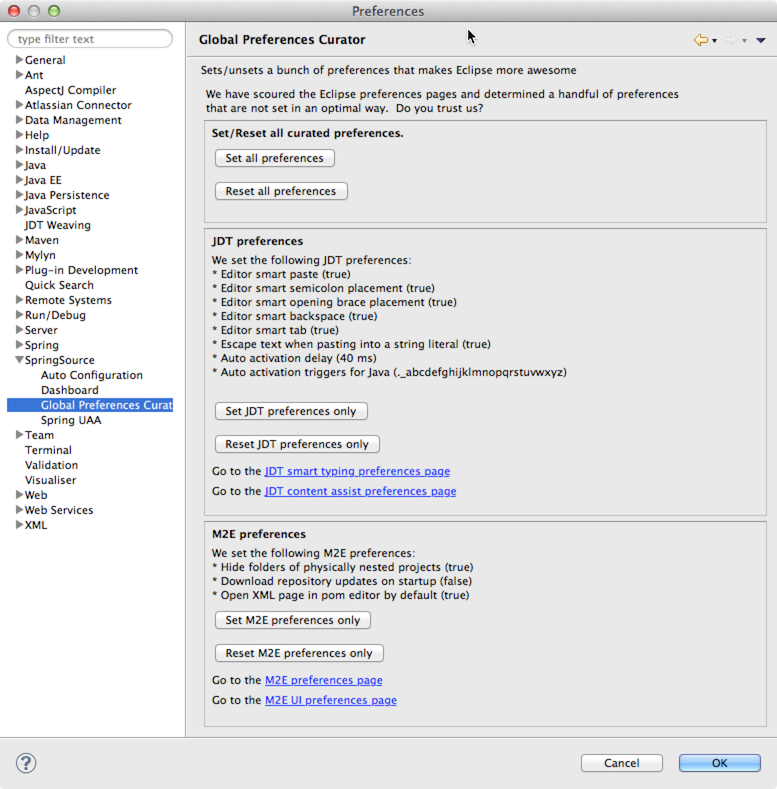 Preferences
type filter text
General
Ant
AspectJ Compiler
Atlassian Connector
Data Management
Help
Install/Update
Java
Java EE
Java Persistence
JavaScript
JDT Weaving
Maven
Mylyn
Plug-in Development
Quick Search
Remote Systems
Run/Debug
Server
Spring
SpringSource
Auto Configuration
Dashboard
Global Preferences Curat
Spring UAA
Team
Terminal
Validation
Visualiser
Web
Web Services
XML
Global Preferences Curator
Sets/unsets a bunch of preferences that makes Eclipse more awesome
We have scoured the Eclipse preferences pages and determined a handful of preferences
that are not set in an optimal way. Do you trust us?
Set/Reset all curated preferences.
Set all preferences
Reset all preferences
JDT preferences
We set the following JDT preferences:
* Editor smart paste (true)
* Editor smart semicolon placement (true)
* Editor smart opening brace placement (true)
* Editor smart backspace (true)
* Editor smart tab (true)
* Escape text when pasting into a string literal (true)
* Auto activation delay (40 ms)
* Auto activation triggers for Java (._abcdefghijklmnopqrstuvwxyz)
Set JDT preferences only
Reset JDT preferences only
Go to the JDT smart typing preferences page
Go to the JDT content assist preferences page
M2E preferences
We set the following M2E preferences:
* Hide folders of physically nested projects (true)
* Download repository updates on startup (false)
* Open XML page in pom editor by default (true)
Set M2E preferences only
Reset M2E preferences only
Go to the M2E preferences page
Go to the M2E UI preferences page
?
Cancel
OK